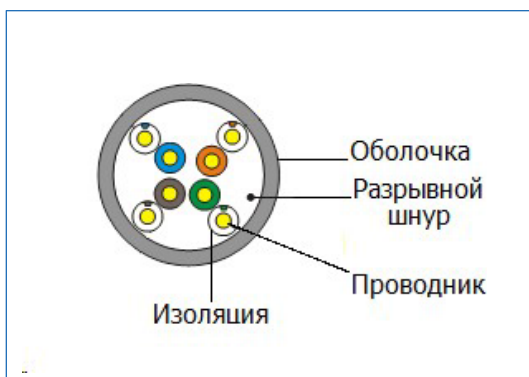 Оболочка
Разрывной
шнур
Проводник
Изоляция